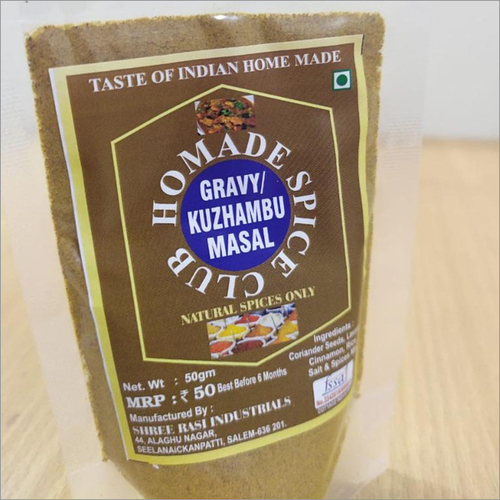 TASTE OF INDIAN HOME MADE
HOMADE SPICE CLUB
GRAVY/
KUZHAMBU
MASAL
NATURAL SPICES ONLY
Ingredients :
Coriander Seeds,
Cinnamon,
Salt & Spices
fssai
Net. Wt : 50gm
MRP : ₹ 50 Best Before 6 Months
Manufactured By :
SHREE RASI INDUSTRIALS
44, ALAGHU NAGAR,
SEELANAICKANPATTI, SALEM-636 201.